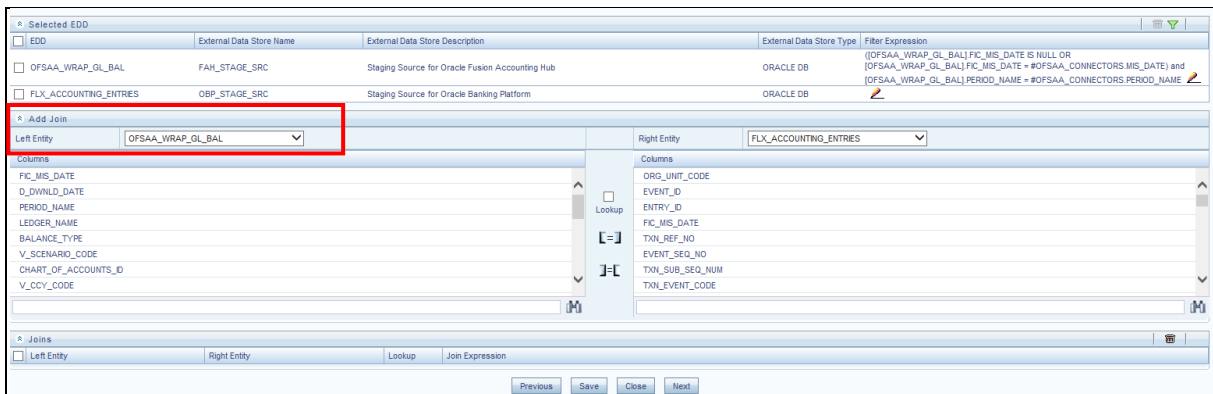 Selected EDD
EDD External Data Store Name External Data Store Description External Data Store Type Filter Expression
OFSAA_WRAP_GL_BAL FAH_STAGE_SRC Staging Source for Oracle Fusion Accounting Hub ORACLE DB ([OFSAA_WRAP_GL_BAL].FIC_MIS_DATE IS NULL OR
[OFSAA_WRAP_GL_BAL].FIC_MIS_DATE = #OFSAA_CONNECTORS.MIS_DATE) and
[OFSAA_WRAP_GL_BAL].PERIOD_NAME = #OFSAA_CONNECTORS.PERIOD_NAME
FLX_ACCOUNTING_ENTRIES OBP_STAGE_SRC Staging Source for Oracle Banking Platform ORACLE DB
Add Join
Left Entity OFSAA_WRAP_GL_BAL Right Entity FLX_ACCOUNTING_ENTRIES
Columns Columns
FIC_MIS_DATE ORG_UNIT_CODE
D_DWNLD_DATE EVENT_ID
PERIOD_NAME Lookup ENTRY_ID
LEDGER_NAME FIC_MIS_DATE
BALANCE_TYPE TXN_REF_NO
V_SCENARIO_CODE EVENT_SEQ_NO
CHART_OF_ACCOUNTS_ID TXN_SUB_SEQ_NUM
V_CCY_CODE TXN_EVENT_CODE
Joins
Left Entity Right Entity Lookup Join Expression
Previous Save Close Next